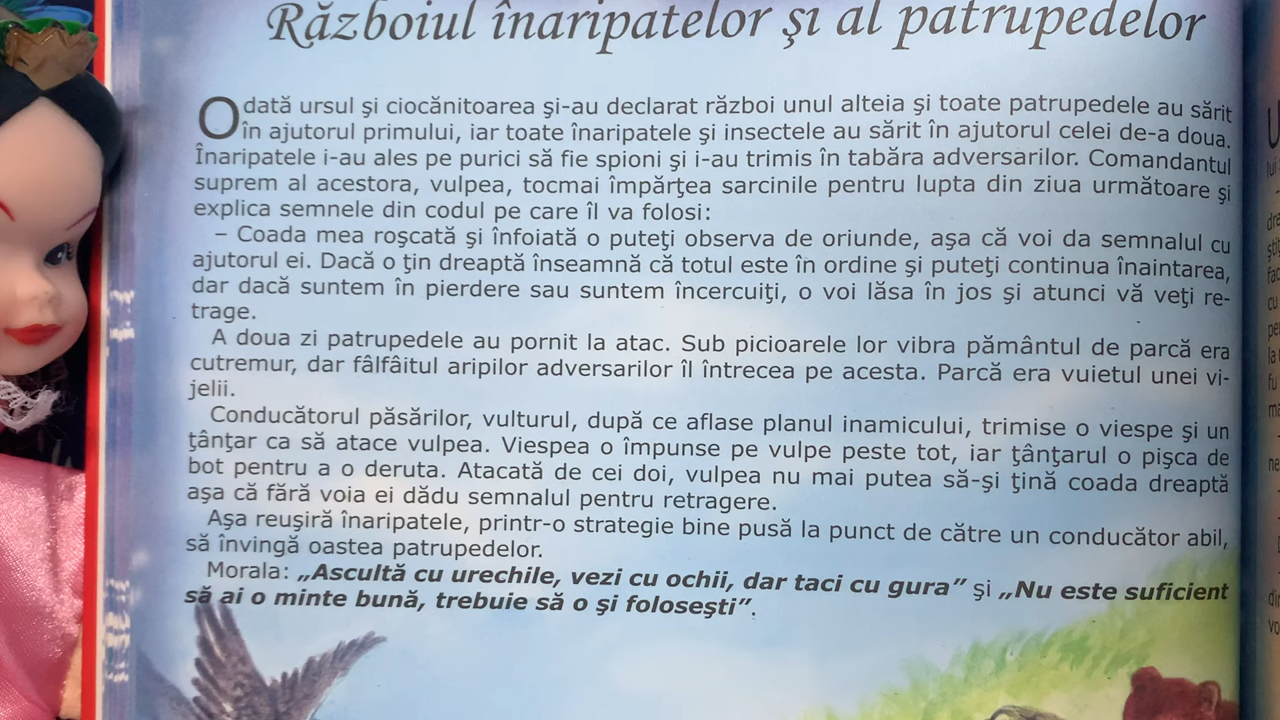 Războiul înaripatelor şi al patrupedelor
Odată ursul şi ciocănitoarea şi-au declarat război unul alteia şi toate patrupedele au sărit
în ajutorul primului, iar toate înaripatele şi insectele au sărit în ajutorul celei de-a doua.
Înaripatele i-au ales pe purici să fie spioni şi i-au trimis în tabăra adversarilor. Comandantul
suprem al acestora, vulpea, tocmai împărţea sarcinile pentru lupta din ziua următoare şi
explica semnele din codul pe care îl va folosi:
– Coada mea roşcată şi înfoiată o puteţi observa de oriunde, aşa că voi da semnalul cu
ajutorul ei. Dacă o ţin dreaptă înseamnă că totul este în ordine şi puteţi continua înaintarea,
dar dacă suntem în pierdere sau suntem încercuiţi, o voi lăsa în jos şi atunci vă veţi re-
trage.
A doua zi patrupedele au pornit la atac. Sub picioarele lor vibra pământul de parcă era
cutremur, dar fâlfâitul aripilor adversarilor îl întrecea pe acesta. Parcă era vuietul unei vi-
jelii.
Conducătorul păsărilor, vulturul, după ce aflase planul inamicului, trimise o viespe şi un
ţânţar ca să atace vulpea. Viespea o împunse pe vulpe peste tot, iar ţânţarul o pişca de
bot pentru a o deruta. Atacată de cei doi, vulpea nu mai putea să-şi ţină coada dreaptă
aşa că fără voia ei dădu semnalul pentru retragere.
Aşa reuşiră înaripatele, printr-o strategie bine pusă la punct de către un conducător abil,
să învingă oastea patrupedelor.
Morala: „Ascultă cu urechile, vezi cu ochii, dar taci cu gura” şi „Nu este suficient
să ai o minte bună, trebuie să o şi foloseşti”.